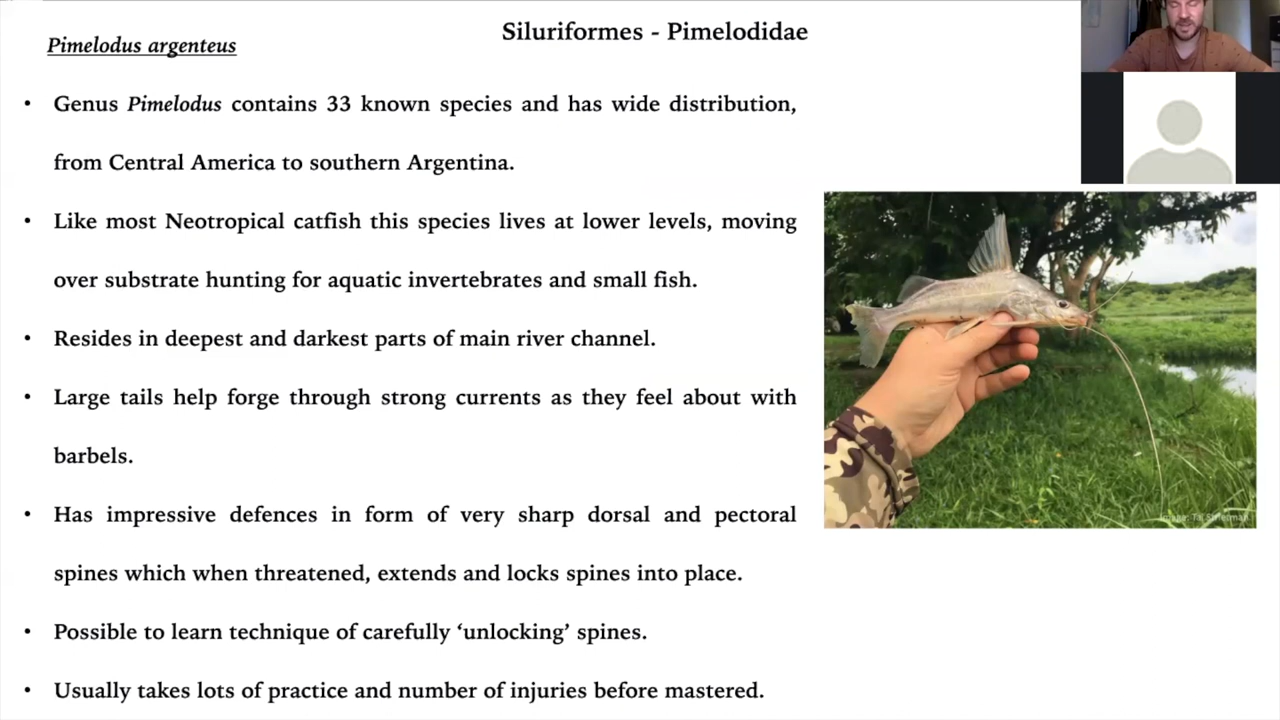 Siluriformes - Pimelodidae
Pimelodus argenteus
• Genus Pimelodus contains 33 known species and has wide distribution,
from Central America to southern Argentina.
• Like most Neotropical catfish this species lives at lower levels, moving
over substrate hunting for aquatic invertebrates and small fish.
• Resides in deepest and darkest parts of main river channel.
• Large tails help forge through strong currents as they feel about with
barbels.
• Has impressive defences in form of very sharp dorsal and pectoral
spines which when threatened, extends and locks spines into place.
• Possible to learn technique of carefully ‘unlocking’ spines.
• Usually takes lots of practice and number of injuries before mastered.
Image: